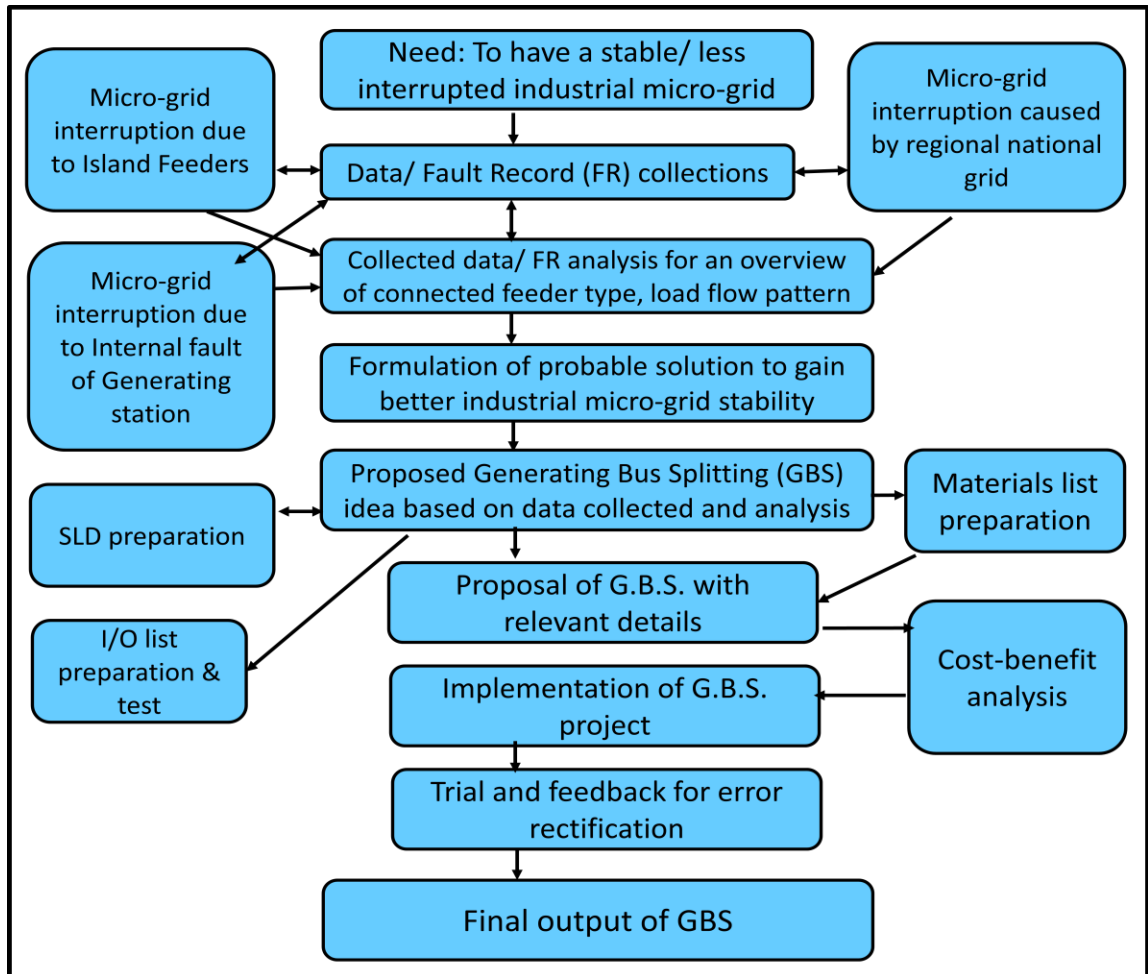 Need: To have a stable/ less
interrupted industrial micro-grid
Micro-grid
interruption due
to Island Feeders
Micro-grid
interruption caused
by regional national
grid
Data/ Fault Record (FR) collections
Collected data/ FR analysis for an overview
of connected feeder type, load flow pattern
Micro-grid
interruption due
to Internal fault
of Generating
station
Formulation of probable solution to gain
better industrial micro-grid stability
Proposed Generating Bus Splitting (GBS)
idea based on data collected and analysis
Materials list
preparation
SLD preparation
Proposal of G.B.S. with
relevant details
I/O list
preparation &
test
Cost-benefit
analysis
Implementation of G.B.S.
project
Trial and feedback for error
rectification
Final output of GBS